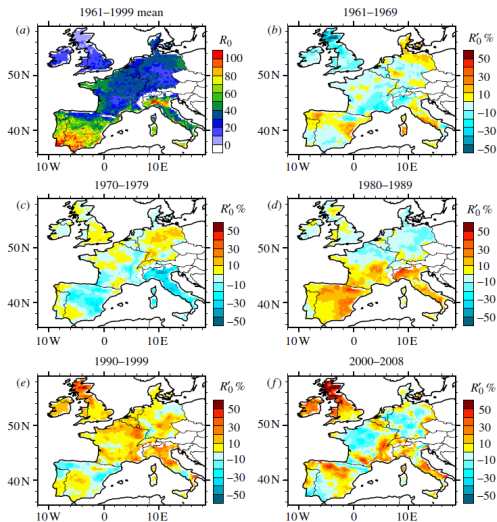 1961–1999 mean
(a)
R0
100
80
60
40
20
0
50N
40N
10W
0
10E
1961–1969
(b)
R′0 %
50
30
10
−10
−30
−50
50N
40N
10W
0
10E
1970–1979
(c)
R′0 %
50
30
10
−10
−30
−50
50N
40N
10W
0
10E
1980–1989
(d)
R′0 %
50
30
10
−10
−30
−50
50N
40N
10W
0
10E
1990–1999
(e)
R′0 %
50
30
10
−10
−30
−50
50N
40N
10W
0
10E
2000–2008
(f)
R′0 %
50
30
10
−10
−30
−50
50N
40N
10W
0
10E